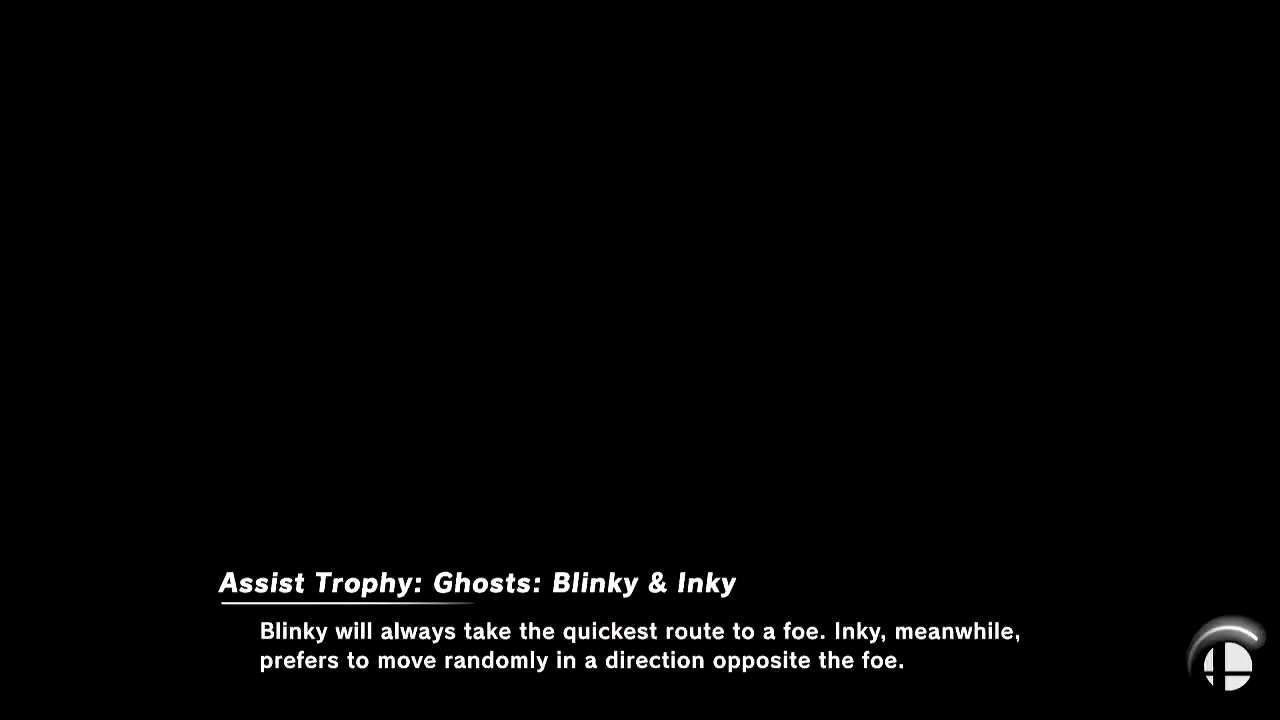 Assist Trophy: Ghosts: Blinky & Inky
Blinky will always take the quickest route to a foe. Inky, meanwhile,
prefers to move randomly in a direction opposite the foe.